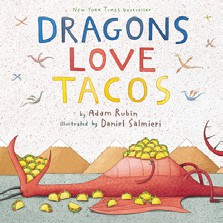 New York Times bestseller
DRAGONS
LOVE
TACOS
by Adam Rubin
illustrated by Daniel Salmieri